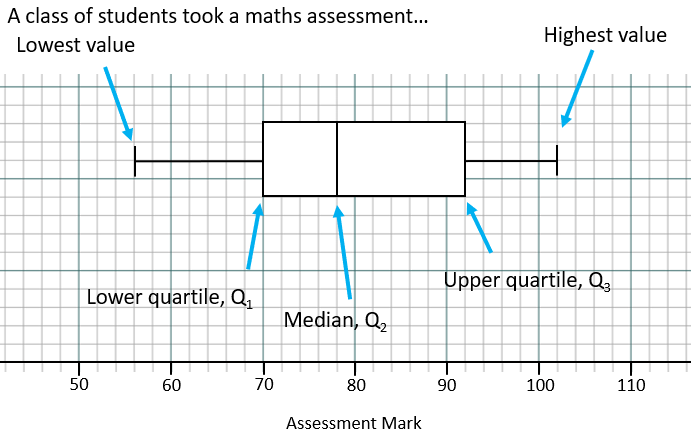 A class of students took a maths assessment...
Lowest value
Highest value
Lower quartile, Q₁
Median, Q₂
Upper quartile, Q₃
50 60 70 80 90 100 110
Assessment Mark